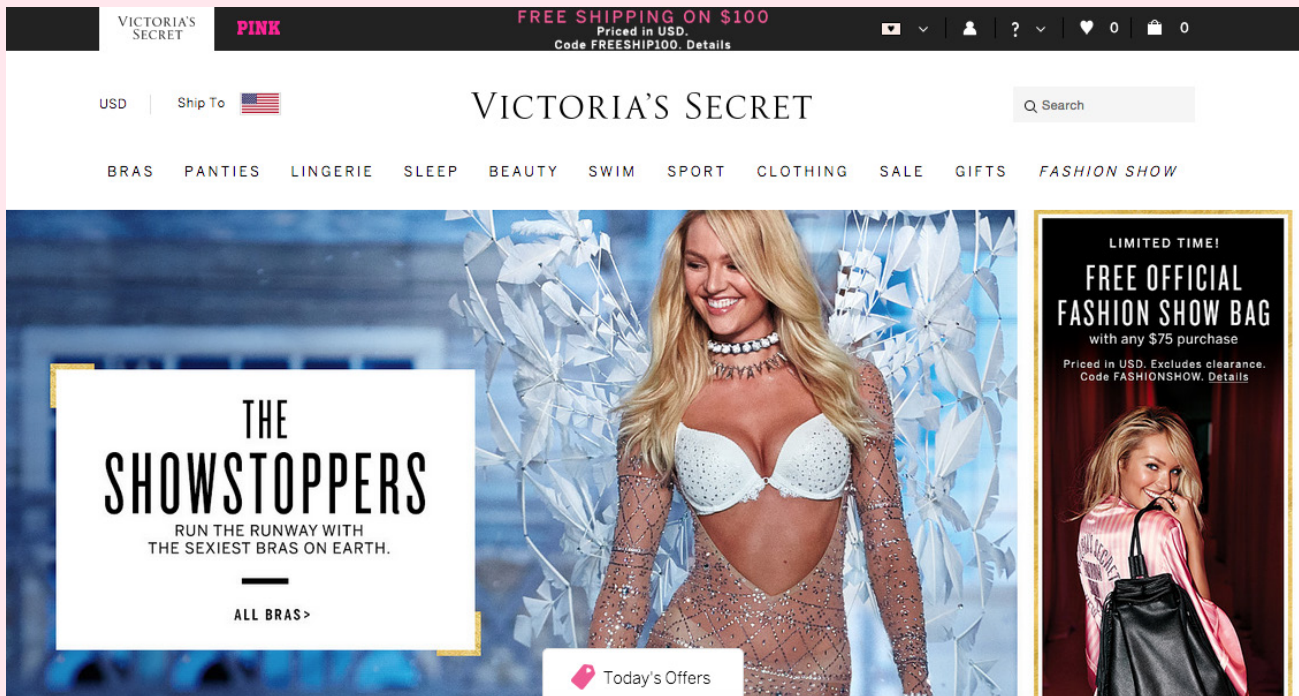 VICTORIA'S
SECRET
PINK
FREE SHIPPING ON $100
Priced in USD.
Code FREESHIP100. Details
?
0
0
USD
Ship To
VICTORIA'S SECRET
Search
BRAS PANTIES LINGERIE SLEEP BEAUTY SWIM SPORT CLOTHING SALE GIFTS FASHION SHOW
THE
SHOWSTOPPERS
RUN THE RUNWAY WITH
THE SEXIEST BRAS ON EARTH.
ALL BRAS>
Today's Offers
LIMITED TIME!
FREE OFFICIAL
FASHION SHOW BAG
with any $75 purchase
Priced in USD. Excludes clearance.
Code FASHIONSHOW. Details